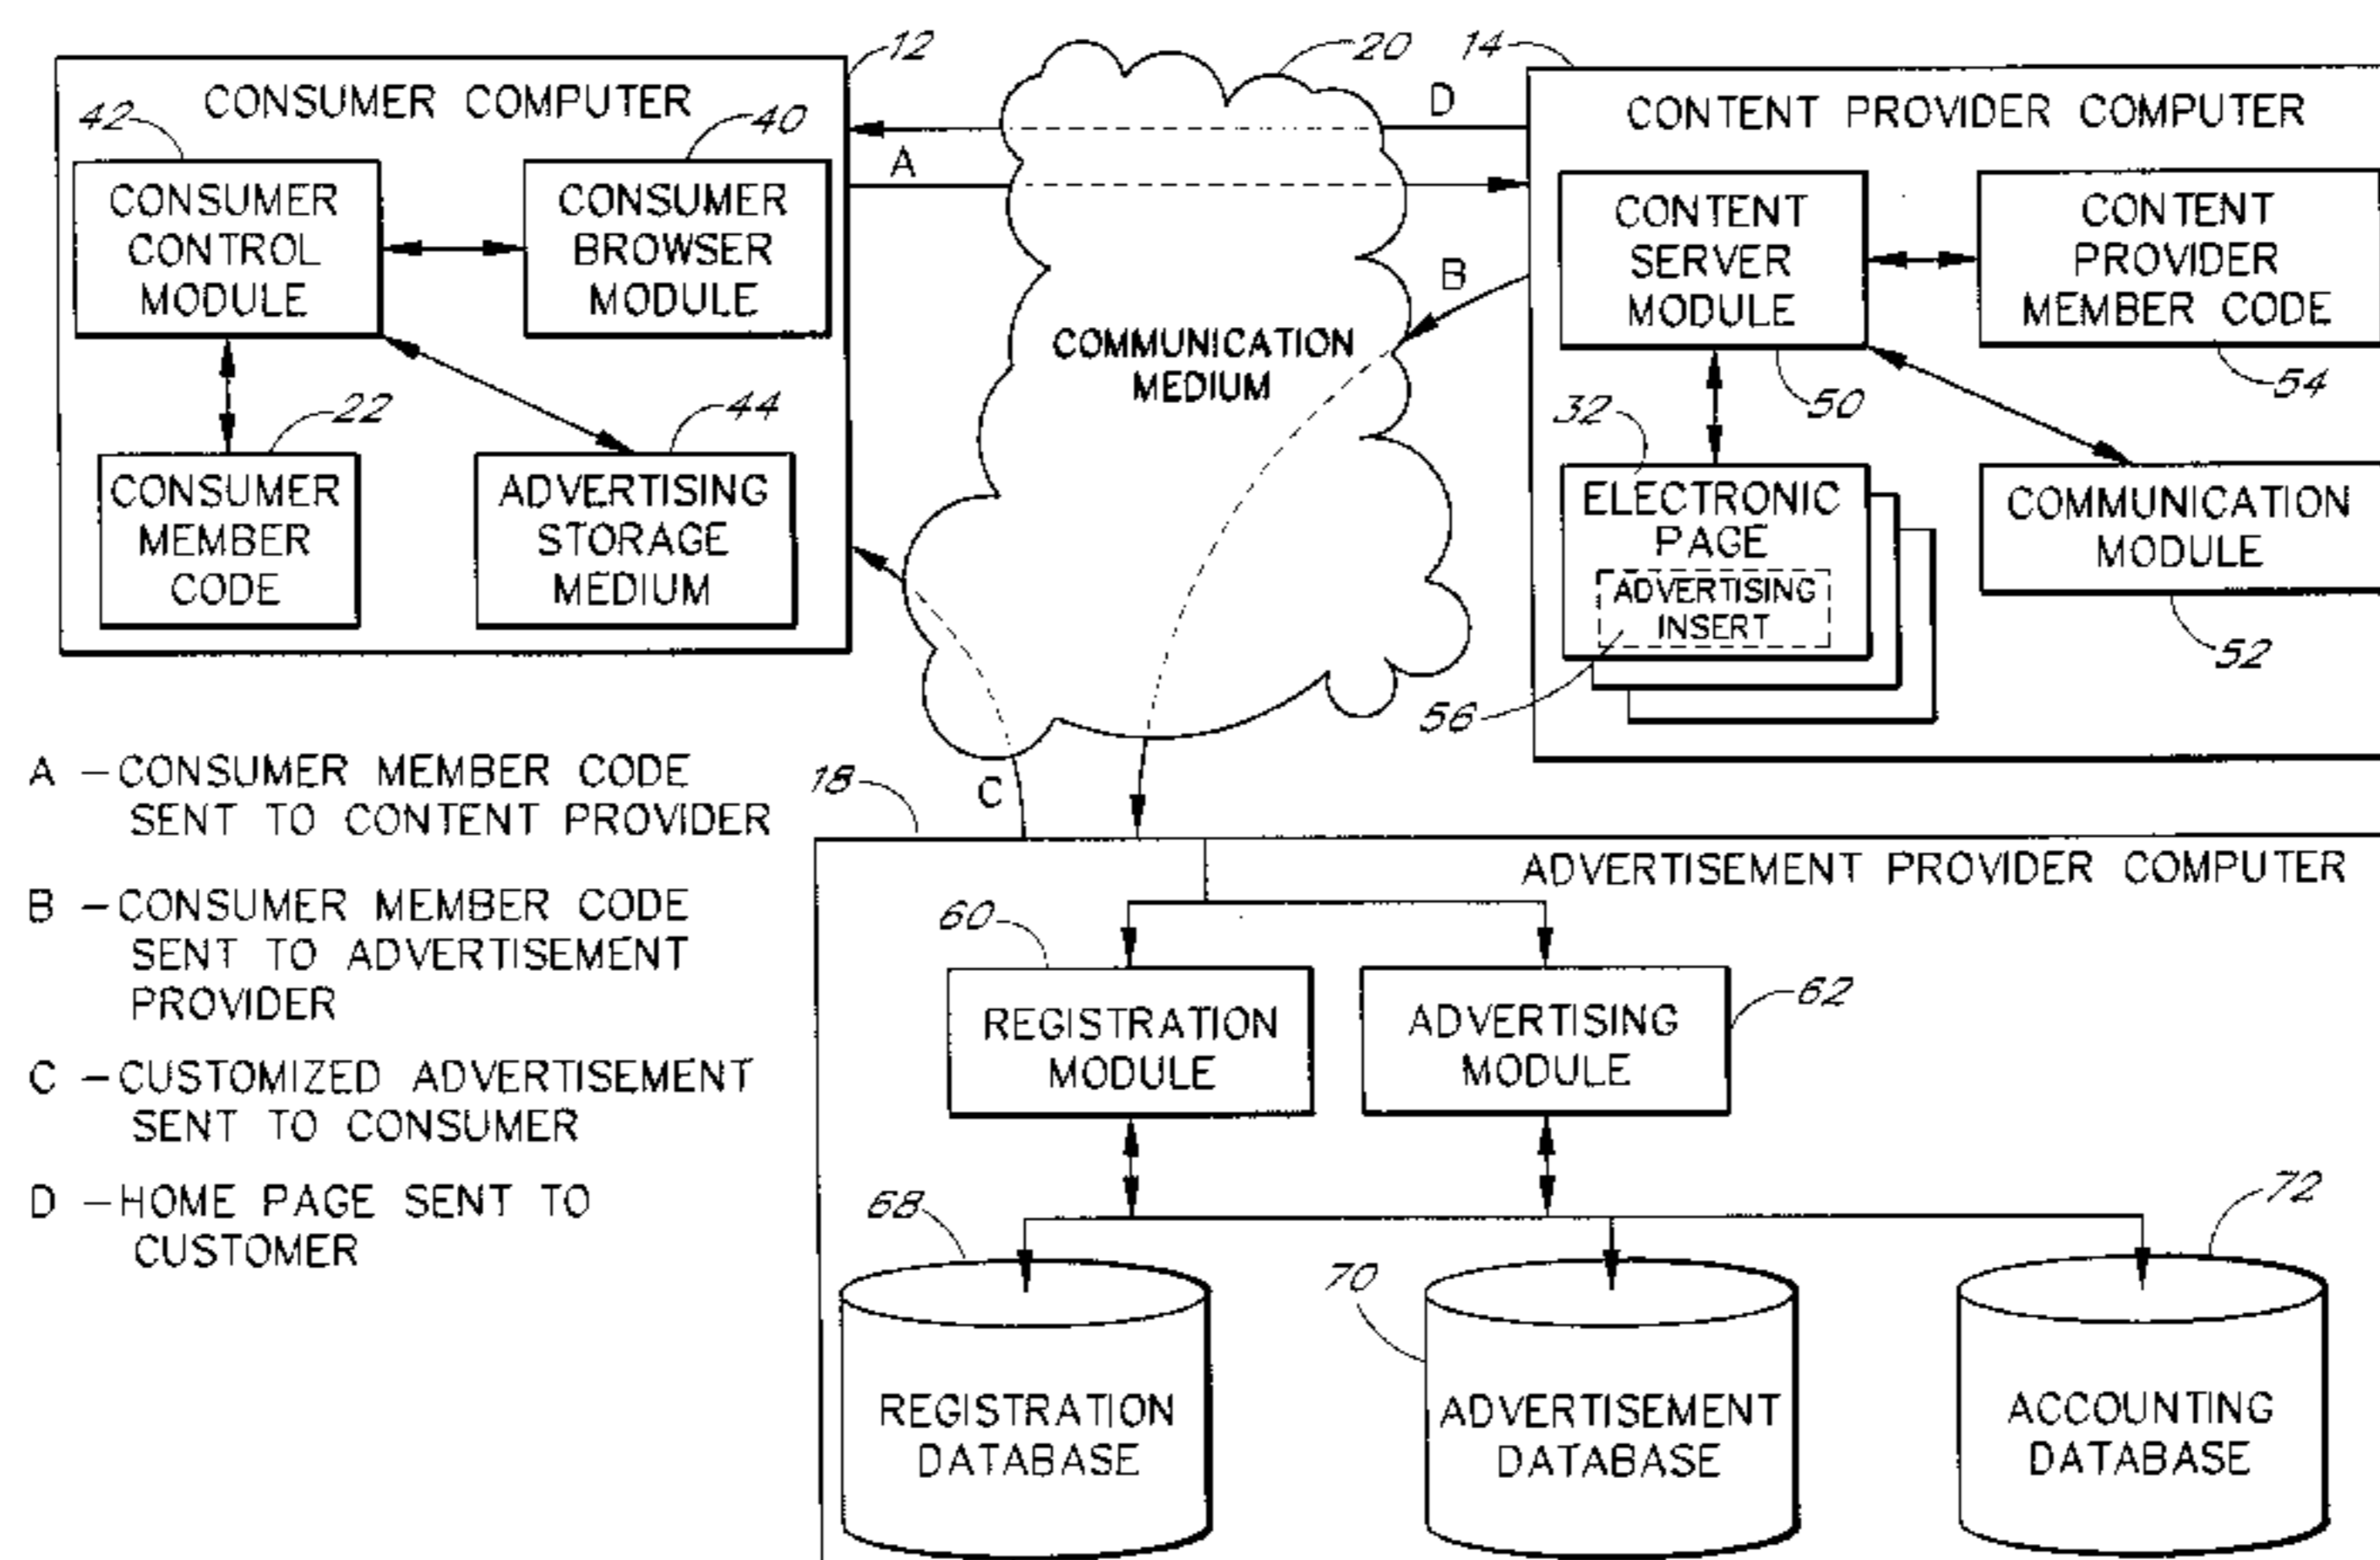 12
20
14
CONSUMER COMPUTER
D
CONTENT PROVIDER COMPUTER
42
40
A
CONSUMER
CONTROL
MODULE
CONSUMER
BROWSER
MODULE
CONTENT
SERVER
MODULE
CONTENT
PROVIDER
MEMBER CODE
B
COMMUNICATION
MEDIUM
22
44
32
50
54
CONSUMER
MEMBER
CODE
ADVERTISING
STORAGE
MEDIUM
ELECTRONIC
PAGE
ADVERTISING
INSERT
COMMUNICATION
MODULE
52
56
A – CONSUMER MEMBER CODE
SENT TO CONTENT PROVIDER
B – CONSUMER MEMBER CODE
SENT TO ADVERTISEMENT
PROVIDER
C – CUSTOMIZED ADVERTISEMENT
SENT TO CONSUMER
D – HOME PAGE SENT TO
CUSTOMER
C
18
ADVERTISEMENT PROVIDER COMPUTER
60
62
REGISTRATION
MODULE
ADVERTISING
MODULE
68
70
72
REGISTRATION
DATABASE
ADVERTISEMENT
DATABASE
ACCOUNTING
DATABASE